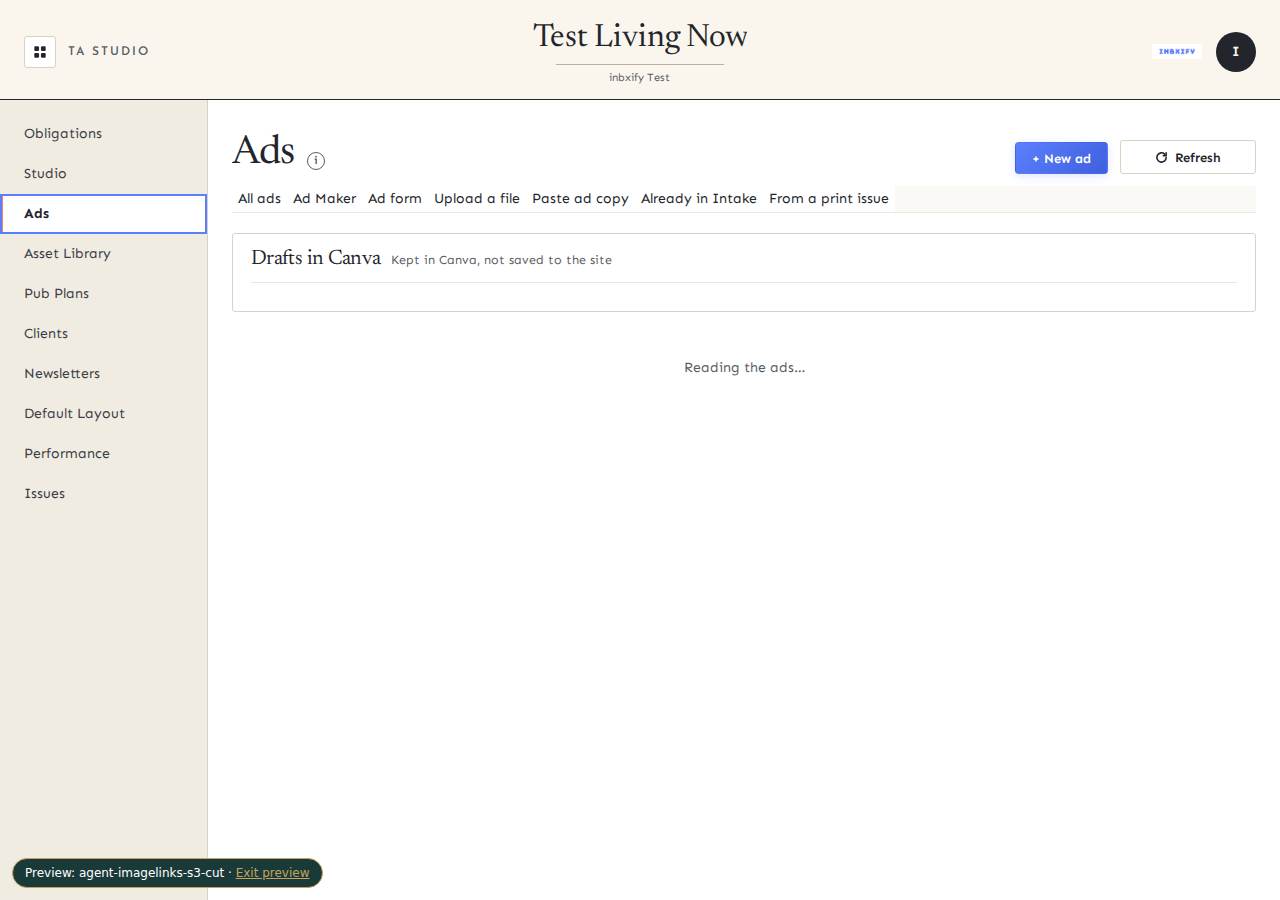 TA STUDIO
Test Living Now
inbxify Test
INBXIFY
I
Obligations
Studio
Ads
Asset Library
Pub Plans
Clients
Newsletters
Default Layout
Performance
Issues
Ads
i
+ New ad
Refresh
All ads Ad Maker Ad form Upload a file Paste ad copy Already in Intake From a print issue
Drafts in Canva Kept in Canva, not saved to the site
Reading the ads...
Preview: agent-imagelinks-s3-cut · Exit preview